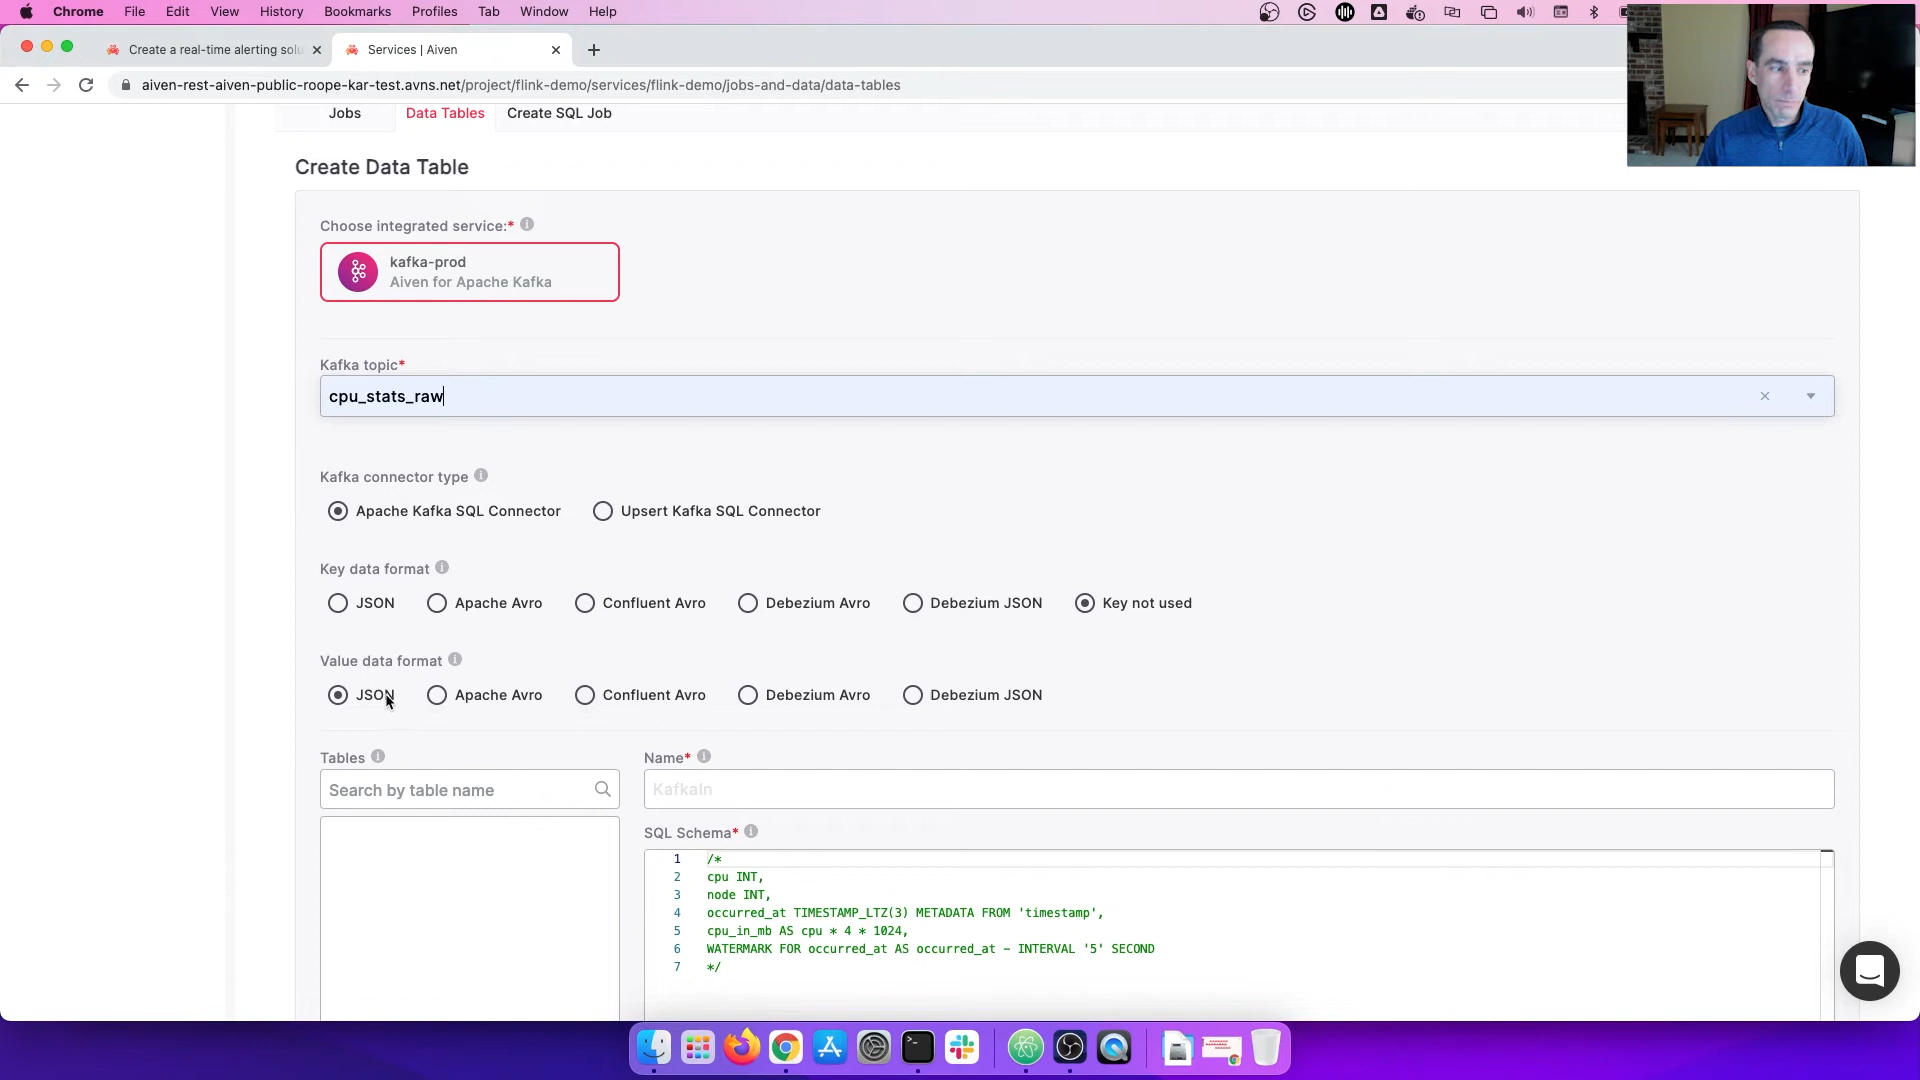 Chrome File Edit View History Bookmarks Profiles Tab Window Help
Create a real-time alerting solu
Services | Aiven
aiven-rest-aiven-public-roope-kar-test.avns.net/project/flink-demo/services/flink-demo/jobs-and-data/data-tables
Jobs Data Tables Create SQL Job
Create Data Table
Choose integrated service:*
kafka-prod
Aiven for Apache Kafka
Kafka topic*
cpu_stats_raw
Kafka connector type
Apache Kafka SQL Connector Upsert Kafka SQL Connector
Key data format
JSON Apache Avro Confluent Avro Debezium Avro Debezium JSON Key not used
Value data format
JSON Apache Avro Confluent Avro Debezium Avro Debezium JSON
Tables Name*
Search by table name KafkaIn
SQL Schema*
1 /*
2 cpu INT,
3 node INT,
4 occurred_at TIMESTAMP_LTZ(3) METADATA FROM 'timestamp',
5 cpu_in_mb AS cpu * 4 * 1024,
6 WATERMARK FOR occurred_at AS occurred_at - INTERVAL '5' SECOND
7 */